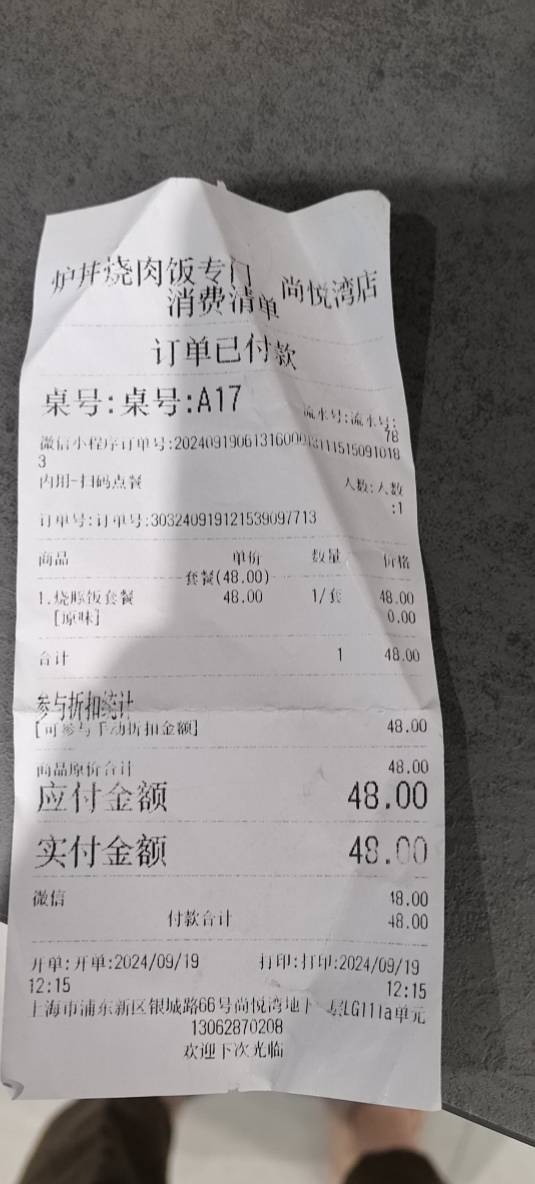 炉丼烧肉饭专门 尚悦湾店
消费清单
订单已付款
桌号:桌号:A17
流水号:流水号:
78
微信小程序订单号:2024091906131600
3
内用-扫码点餐 人数:人数
:1
订单号:订单号:303240919121539097713
商品 单价 数量 价格
套餐(48.00)
1.烧豚饭套餐 48.00 1/套 48.00
[原味] 0.00
合计 1 48.00
参与折扣统计
[可参与手动折扣金额] 48.00
商品原价合计 48.00
应付金额 48.00
实付金额 48.00
微信 48.00
付款合计 48.00
开单:开单:2024/09/19 打印:打印:2024/09/19
12:15 12:15
上海市浦东新区银城路66号尚悦湾地下 LG111a单元
13062870208
欢迎下次光临